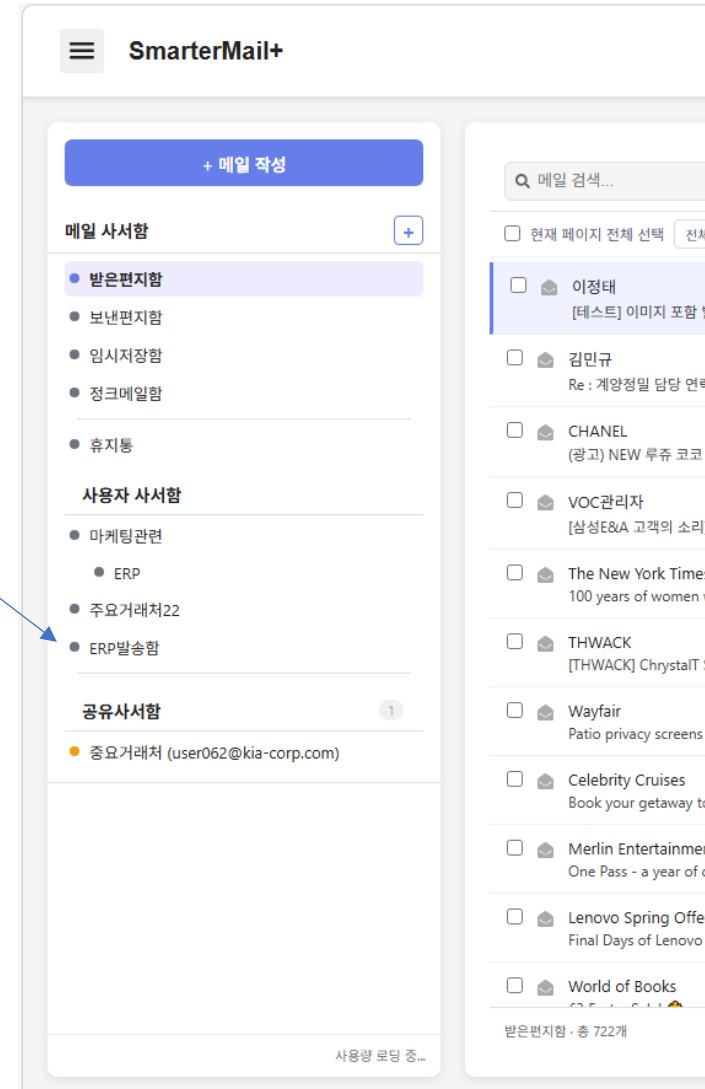 SmarterMail+
+ 메일 작성
메일 사서함
+
받은편지함
보낸편지함
임시저장함
정크메일함
휴지통
사용자 사서함
마케팅관련
ERP
주요거래처22
ERP발송함
공유사서함 1
중요거래처 (user062@kia-corp.com)
사용량 로딩 중...
메일 검색...
현재 페이지 전체 선택
이정태
[테스트] 이미지 포함
김민규
Re : 계양정밀 담당
CHANEL
(광고) NEW 루쥬 코코
VOC관리자
[삼성E&A 고객의 소리]
The New York Times
100 years of women
THWACK
[THWACK] ChrystalT
Wayfair
Patio privacy screens
Celebrity Cruises
Book your getaway to
Merlin Entertainmen
One Pass - a year of
Lenovo Spring Offe
Final Days of Lenovo
World of Books
받은편지함 · 총 722개